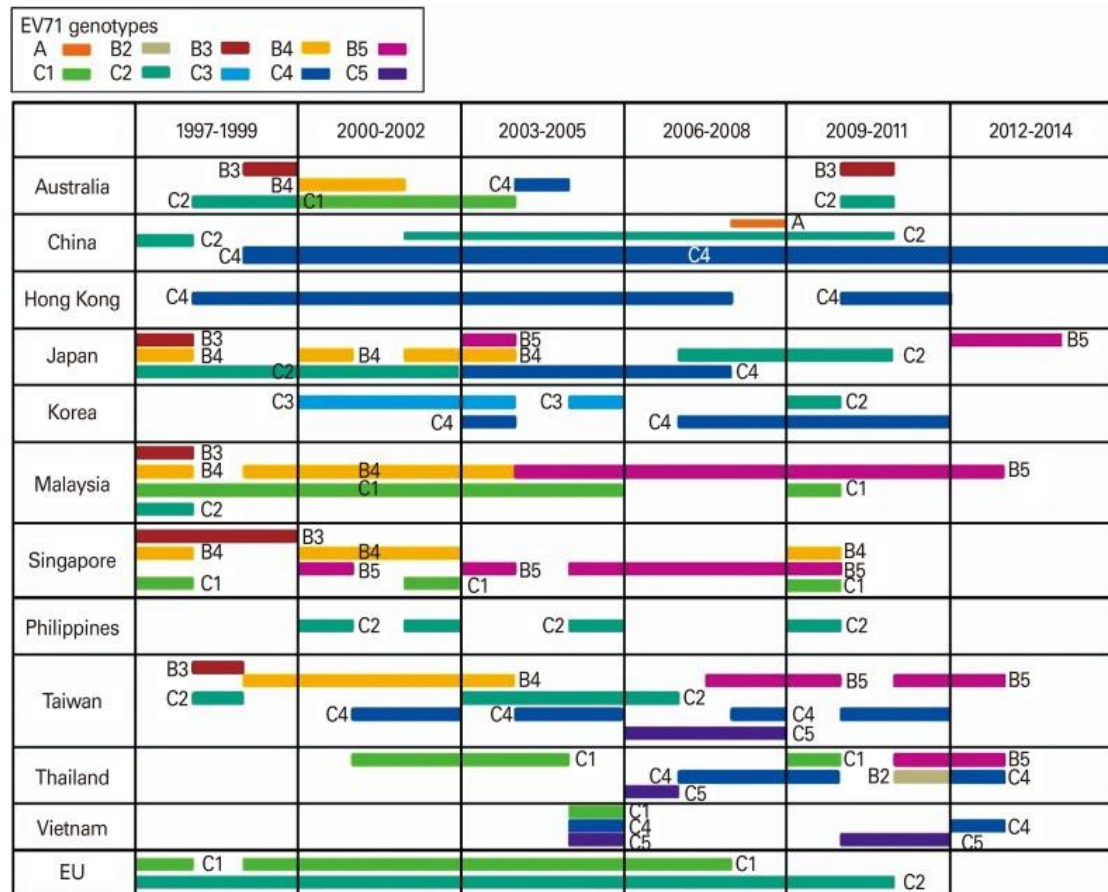 EV71 genotypes
A B2 B3 B4 B5
C1 C2 C3 C4 C5
1997-1999 2000-2002 2003-2005 2006-2008 2009-2011 2012-2014
B3 B3
Australia B4 C4
C2 C1 C2
A
China C2 C2
C4 C4
Hong Kong C4 C4
B3 B5 B5
Japan B4 B4 B4 C2
C2 C4
C3 C3 C2
Korea
C4 C4
B3
B4 B4 B5
Malaysia C1 C1
C2
B3
Singapore B4 B4 B4
B5 B5 B5
C1 C1 C1
Philippines C2 C2 C2
B3
B4 B5 B5
Taiwan C2 C2
C4 C4 C4
C5
C1 C1 B5
Thailand C4 B2 C4
C5
C1
Vietnam C4 C4
C5 C5
C1 C1
EU
C2